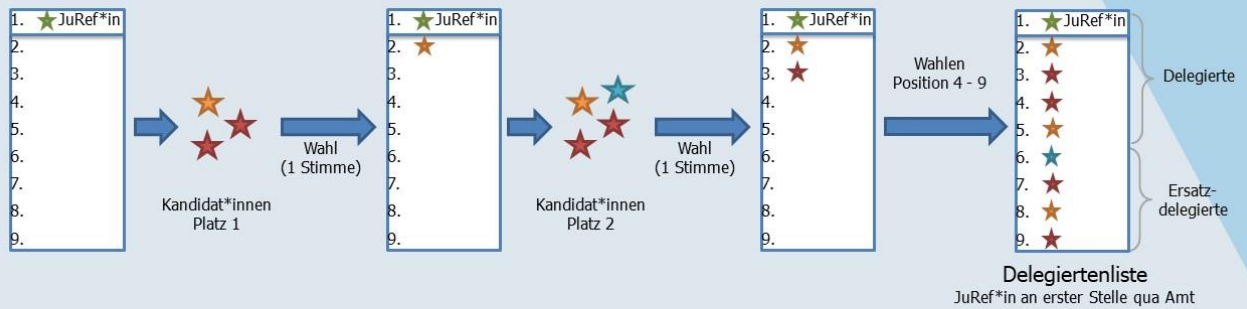 1. JuRef*in
2.
3.
4.
5.
6.
7.
8.
9.
Kandidat*innen
Platz 1
Wahl
(1 Stimme)
1. JuRef*in
2.
3.
4.
5.
6.
7.
8.
9.
Kandidat*innen
Platz 2
Wahl
(1 Stimme)
1. JuRef*in
2.
3.
4.
5.
6.
7.
8.
9.
Wahlen
Position 4 - 9
1. JuRef*in
2.
3.
4.
5.
6.
7.
8.
9.
Delegierte
Ersatz-
delegierte
Delegiertenliste
JuRef*in an erster Stelle qua Amt